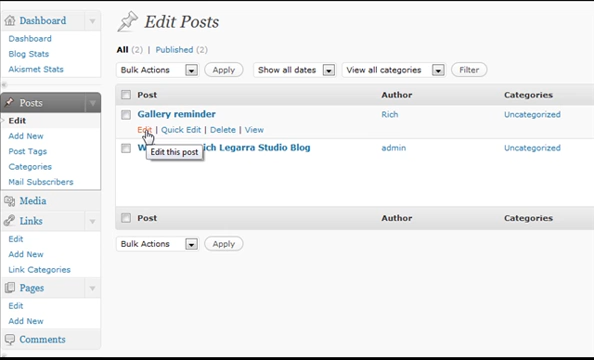 Dashboard
Dashboard
Blog Stats
Akismet Stats
Posts
Edit
Add New
Post Tags
Categories
Mail Subscribers
Media
Links
Edit
Add New
Link Categories
Pages
Edit
Add New
Comments
Edit Posts
All (2) | Published (2)
Bulk Actions Apply Show all dates View all categories Filter
Post Author Categories
Gallery reminder Rich Uncategorized
Edit | Quick Edit | Delete | View
Edit this post
Legarra Studio Blog admin Uncategorized
Post Author Categories
Bulk Actions Apply